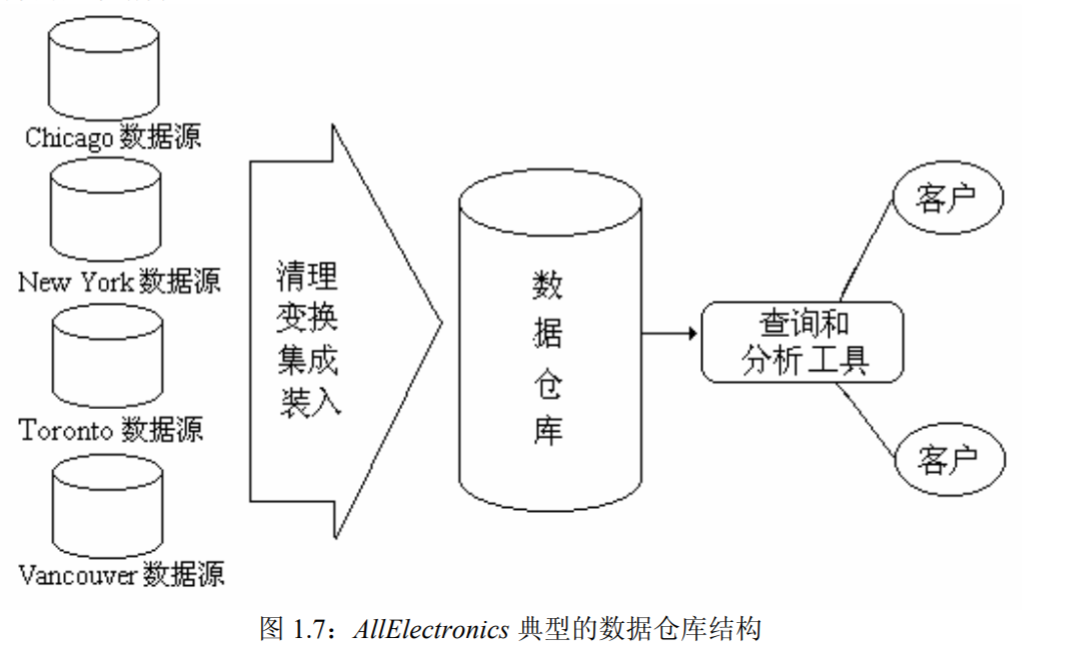 Chicago 数据源
New York 数据源
Toronto 数据源
Vancouver 数据源
清理
变换
集成
装入
数
据
仓
库
查询和
分析工具
客户
客户
图 1.7：AllElectronics 典型的数据仓库结构